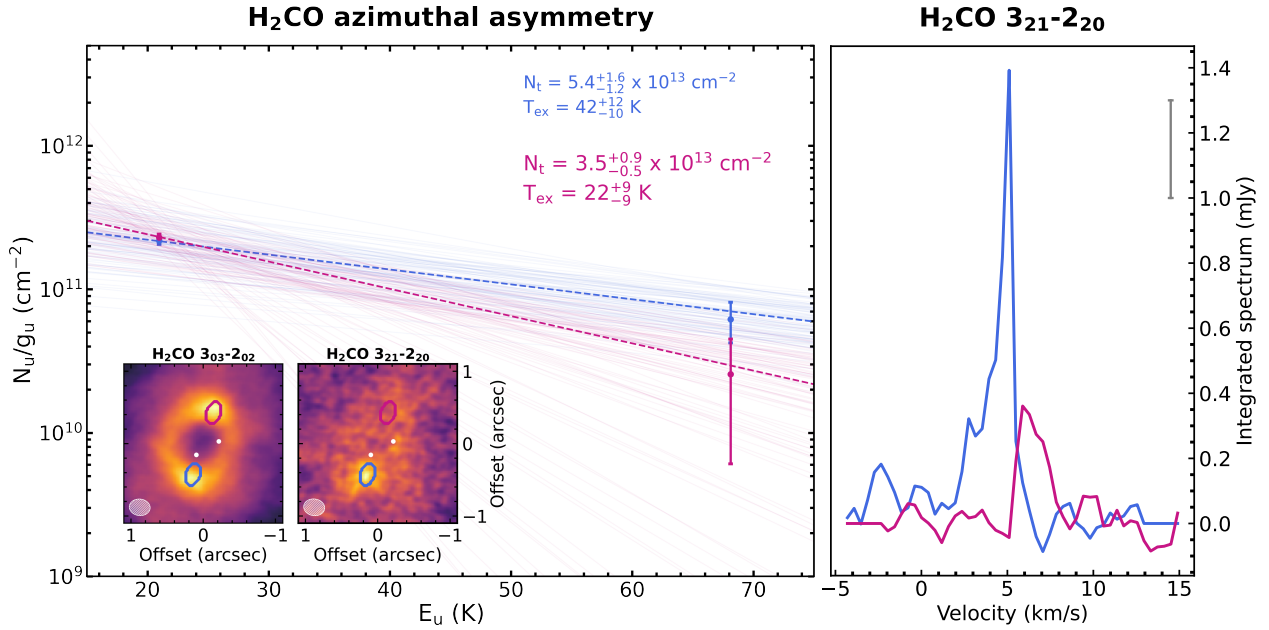 H₂CO azimuthal asymmetry
H₂CO 3₂₁-2₂₀
Nₜ = 5.4⁺¹·⁶₋₁.₂ x 10¹³ cm⁻²
Tₑₓ = 42⁺¹²₋₁₀ K
Nₜ = 3.5⁺⁰·⁹₋₀.₅ x 10¹³ cm⁻²
Tₑₓ = 22⁺⁹₋₉ K
10¹²
10¹¹
10¹⁰
10⁹
Nᵤ/gᵤ (cm⁻²)
H₂CO 3₀₃-2₀₂
H₂CO 3₂₁-2₂₀
1
0
−1
Offset (arcsec)
1
0
−1
Offset (arcsec)
1
0
−1
Offset (arcsec)
20
30
40
50
60
70
Eᵤ (K)
1.4
1.2
1.0
0.8
0.6
0.4
0.2
0.0
Integrated spectrum (mJy)
−5
0
5
10
15
Velocity (km/s)